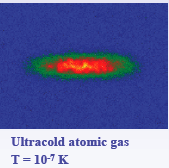 Ultracold atomic gas
T = 10⁻⁷ K